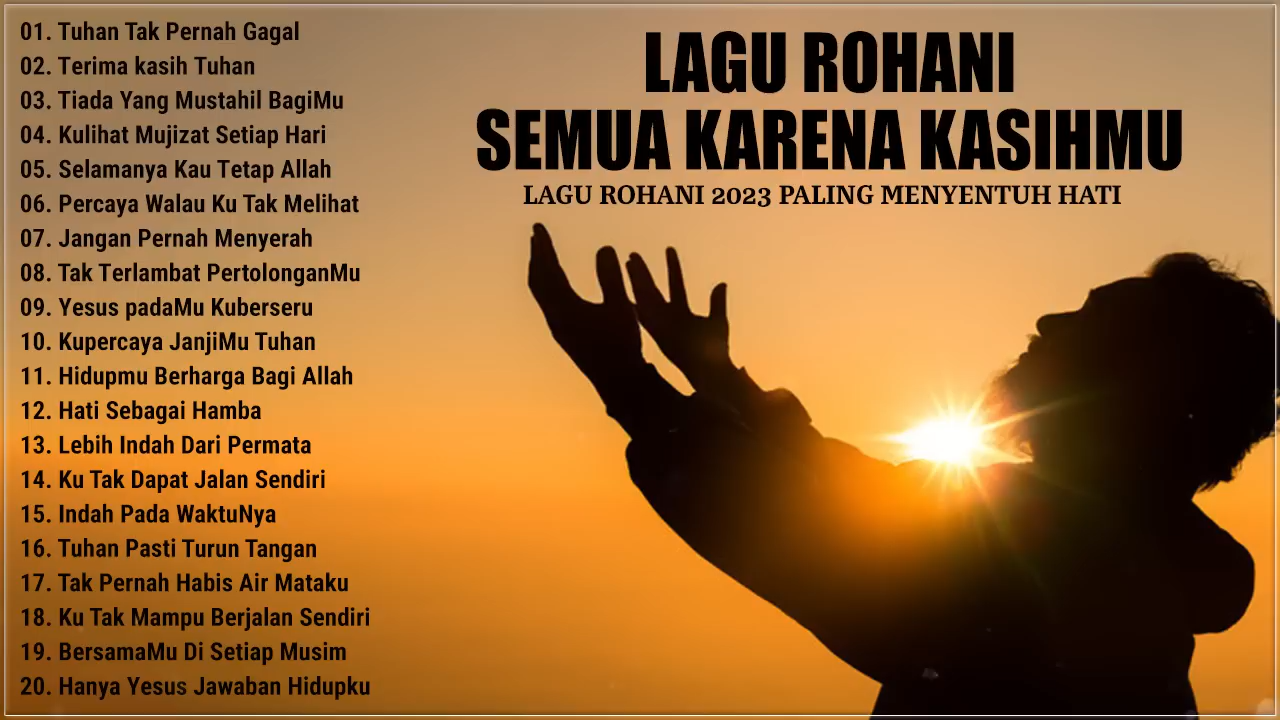 01. Tuhan Tak Pernah Gagal
02. Terima kasih Tuhan
03. Tiada Yang Mustahil BagiMu
04. Kulihat Mujizat Setiap Hari
05. Selamanya Kau Tetap Allah
06. Percaya Walau Ku Tak Melihat
07. Jangan Pernah Menyerah
08. Tak Terlambat PertolonganMu
09. Yesus padaMu Kuberseru
10. Kupercaya JanjiMu Tuhan
11. Hidupmu Berharga Bagi Allah
12. Hati Sebagai Hamba
13. Lebih Indah Dari Permata
14. Ku Tak Dapat Jalan Sendiri
15. Indah Pada WaktuNya
16. Tuhan Pasti Turun Tangan
17. Tak Pernah Habis Air Mataku
18. Ku Tak Mampu Berjalan Sendiri
19. BersamaMu Di Setiap Musim
20. Hanya Yesus Jawaban Hidupku
LAGU ROHANI
SEMUA KARENA KASIHMU
LAGU ROHANI 2023 PALING MENYENTUH HATI